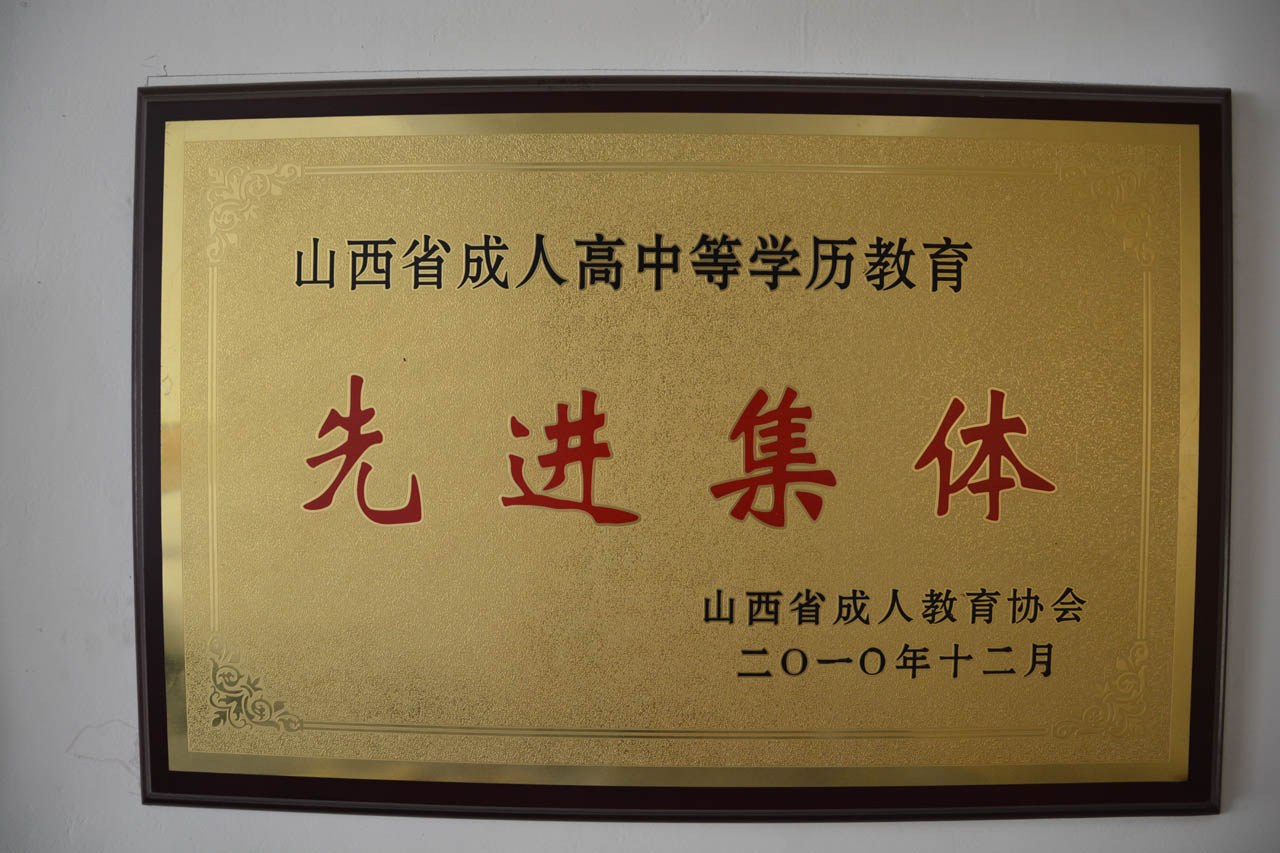 山西省成人高中等学历教育
先进集体
山西省成人教育协会
二〇一〇年十二月